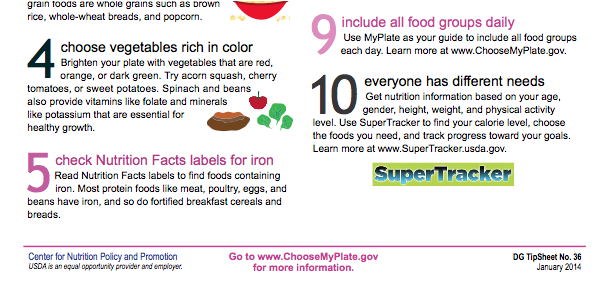 grain foods are whole grains such as brown
rice, whole-wheat breads, and popcorn.
4 choose vegetables rich in color
Brighten your plate with vegetables that are red,
orange, or dark green. Try acorn squash, cherry
tomatoes, or sweet potatoes. Spinach and beans
also provide vitamins like folate and minerals
like potassium that are essential for
healthy growth.
5 check Nutrition Facts labels for iron
Read Nutrition Facts labels to find foods containing
iron. Most protein foods like meat, poultry, eggs, and
beans have iron, and so do fortified breakfast cereals and
breads.
9 include all food groups daily
Use MyPlate as your guide to include all food groups
each day. Learn more at www.ChooseMyPlate.gov.
10 everyone has different needs
Get nutrition information based on your age,
gender, height, weight, and physical activity
level. Use SuperTracker to find your calorie level, choose
the foods you need, and track progress toward your goals.
Learn more at www.SuperTracker.usda.gov.
SuperTracker
Center for Nutrition Policy and Promotion
USDA is an equal opportunity provider and employer.
Go to www.ChooseMyPlate.gov
for more information.
DG TipSheet No. 36
January 2014